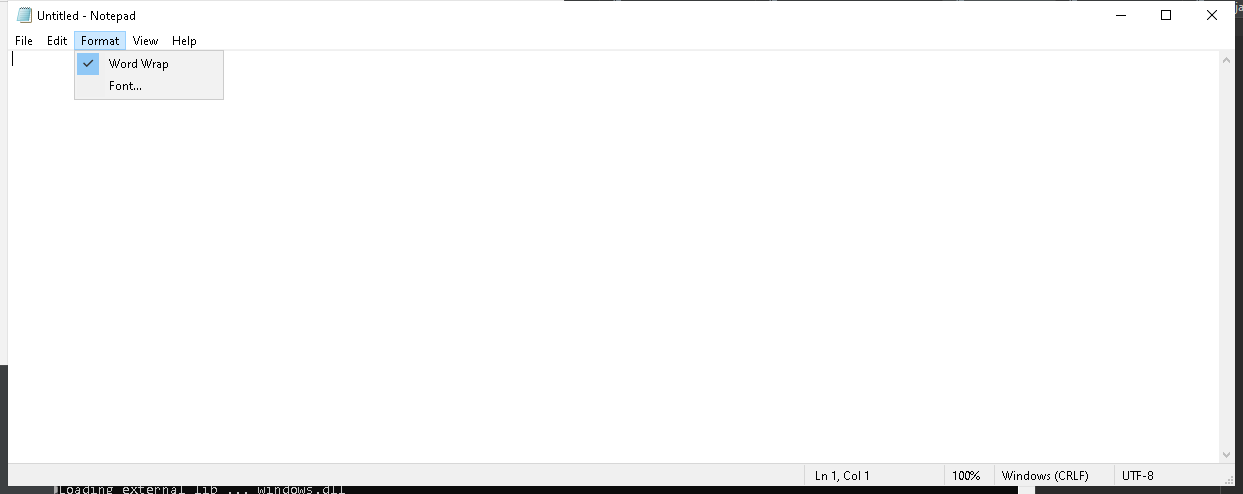 Untitled - Notepad
File Edit Format View Help
Word Wrap
Font...
Ln 1, Col 1 100% Windows (CRLF) UTF-8
Loading external lib ... windows.dll